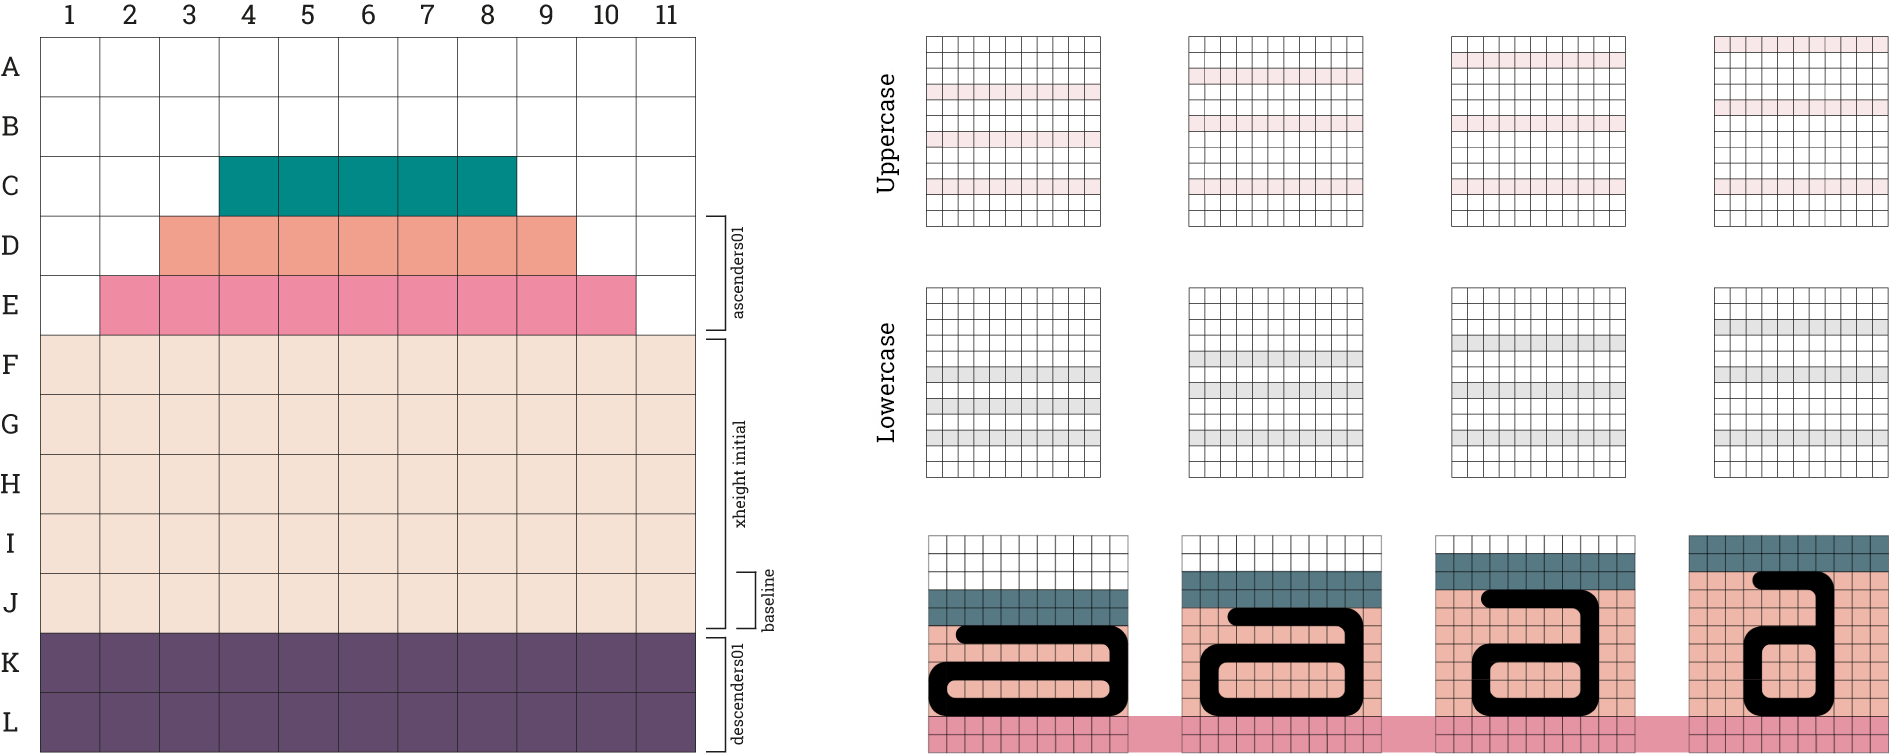 1 2 3 4 5 6 7 8 9 10 11
A
B
C
D
E
F
G
H
I
J
K
L
ascenders01
xheight initial
baseline
descenders01
Uppercase
Lowercase
a a a a